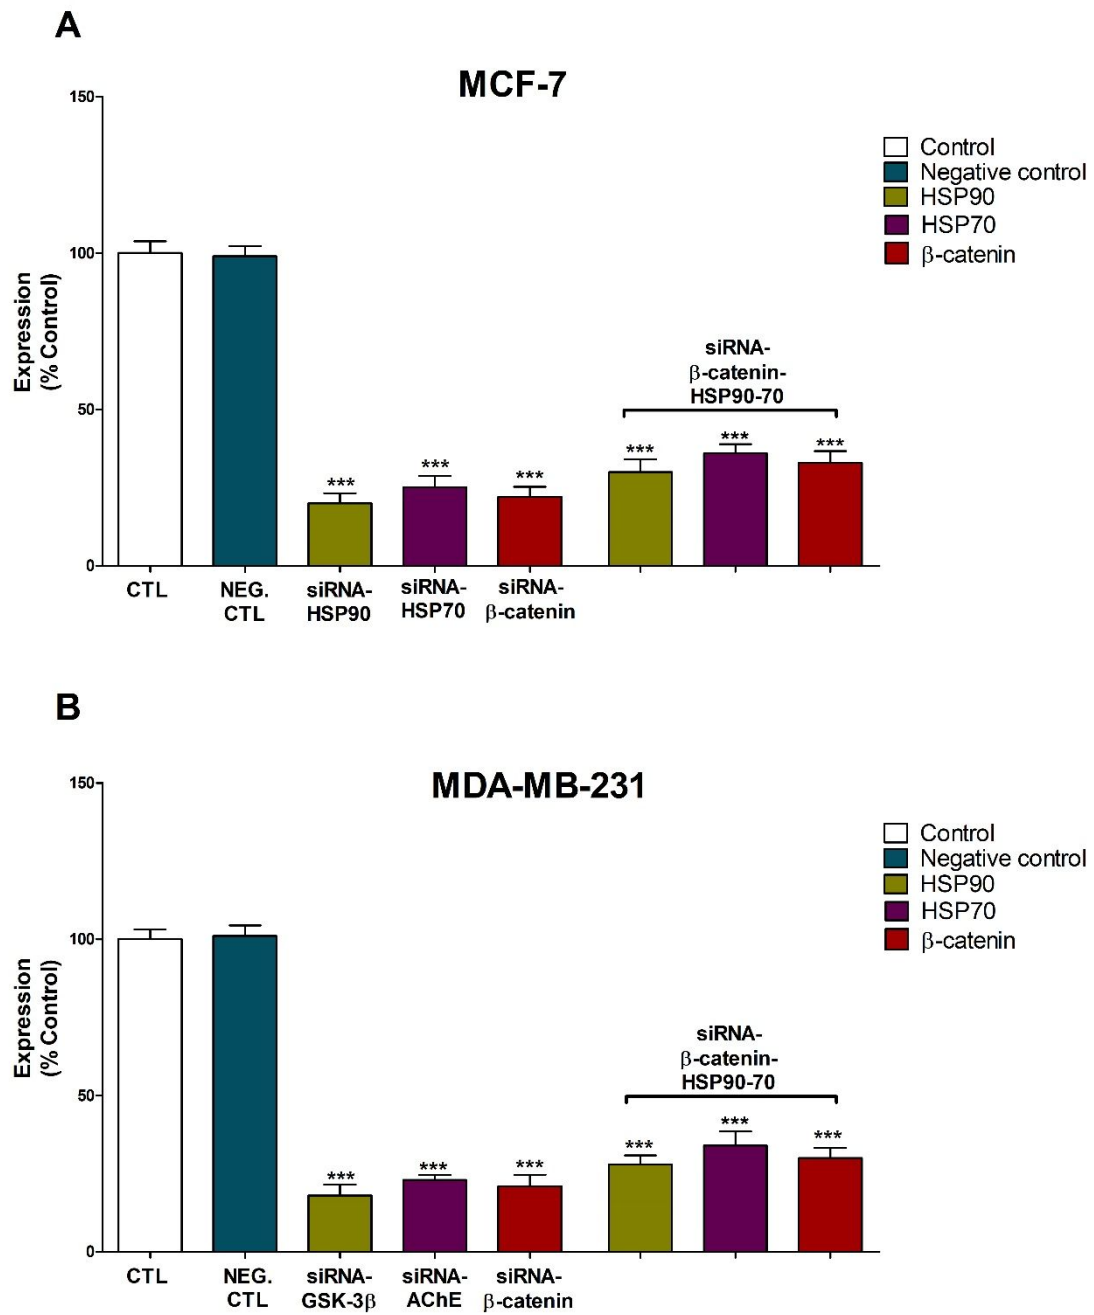 A
MCF-7
150
100
50
0
Expression
(% Control)
Control
Negative control
HSP90
HSP70
β-catenin
siRNA-
β-catenin-
HSP90-70
***
***
***
***
***
***
CTL
NEG.
CTL
siRNA-
HSP90
siRNA-
HSP70
siRNA-
β-catenin
B
MDA-MB-231
150
100
50
0
Expression
(% Control)
Control
Negative control
HSP90
HSP70
β-catenin
siRNA-
β-catenin-
HSP90-70
***
***
***
***
***
***
CTL
NEG.
CTL
siRNA-
GSK-3β
siRNA-
AChE
siRNA-
β-catenin